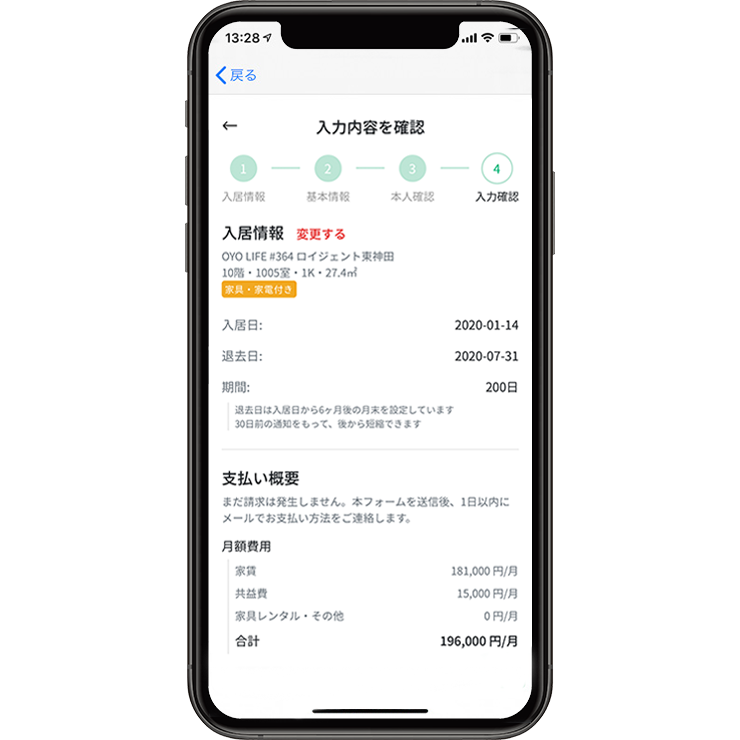 13:28
戻る
← 入力内容を確認
1 2 3 4
入居情報 基本情報 本人確認 入力確認
入居情報 変更する
OYO LIFE #364 ロイジェント東神田
10階・1005室・1K・27.4㎡
家具・家電付き
入居日: 2020-01-14
退去日: 2020-07-31
期間: 200日
退去日は入居日から6ヶ月後の月末を設定しています
30日前の通知をもって、後から短縮できます
支払い概要
まだ請求は発生しません。本フォームを送信後、1日以内に
メールでお支払い方法をご連絡します。
月額費用
家賃 181,000 円/月
共益費 15,000 円/月
家具レンタル・その他 0 円/月
合計 196,000 円/月